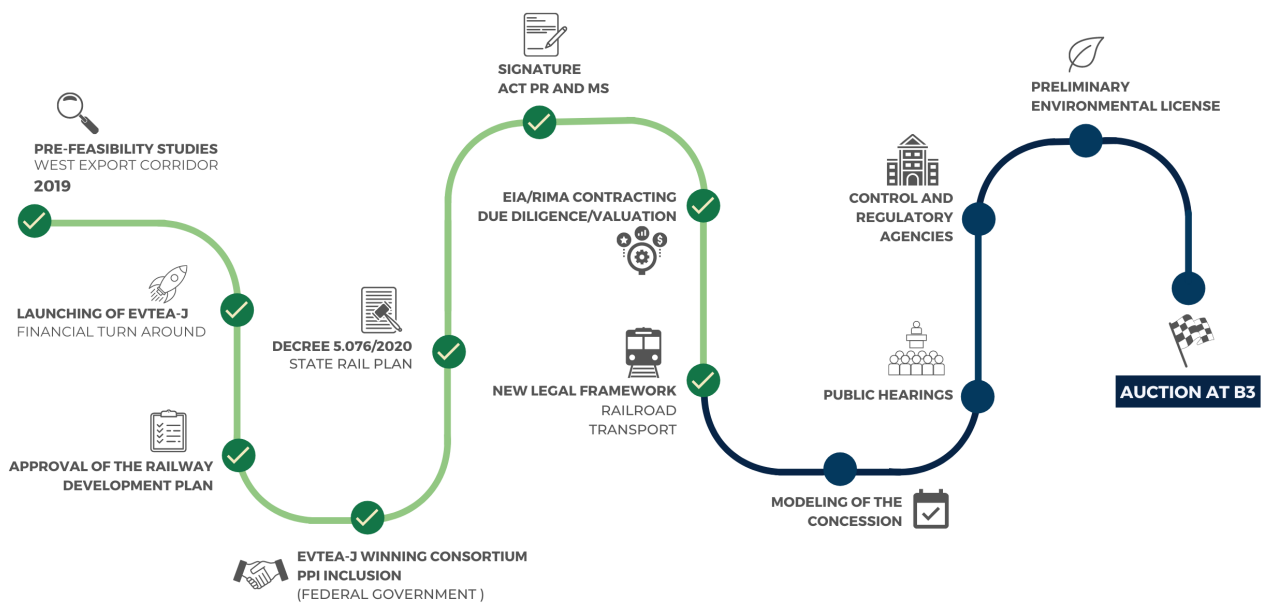 PRE-FEASIBILITY STUDIES
WEST EXPORT CORRIDOR
2019
LAUNCHING OF EVTEA-J
FINANCIAL TURN AROUND
APPROVAL OF THE RAILWAY
DEVELOPMENT PLAN
EVTEA-J WINNING CONSORTIUM
PPI INCLUSION
(FEDERAL GOVERNMENT )
DECREE 5.076/2020
STATE RAIL PLAN
SIGNATURE
ACT PR AND MS
EIA/RIMA CONTRACTING
DUE DILIGENCE/VALUATION
NEW LEGAL FRAMEWORK
RAILROAD
TRANSPORT
MODELING OF THE
CONCESSION
PUBLIC HEARINGS
CONTROL AND
REGULATORY
AGENCIES
PRELIMINARY
ENVIRONMENTAL LICENSE
AUCTION AT B3